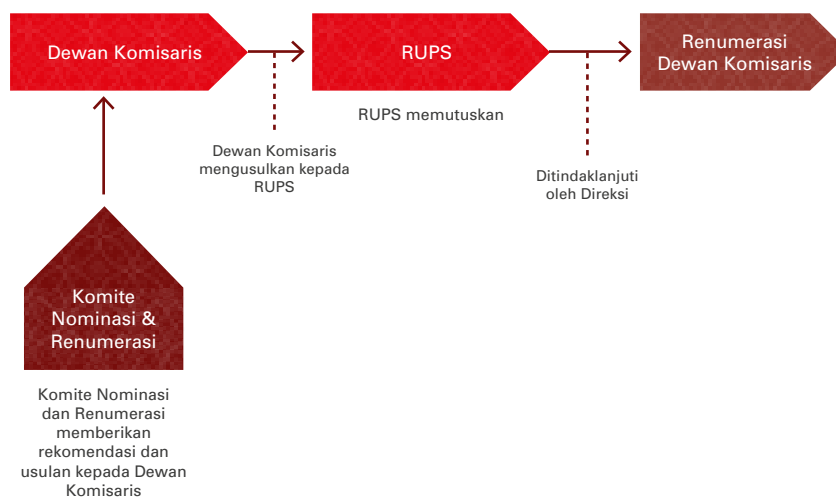 Dewan Komisaris
RUPS
Renumerasi
Dewan Komisaris
RUPS memutuskan
Dewan Komisaris
mengusulkan kepada
RUPS
Ditindaklanjuti
oleh Direksi
Komite
Nominasi &
Renumerasi
Komite Nominasi
dan Renumerasi
memberikan
rekomendasi dan
usulan kepada Dewan
Komisaris